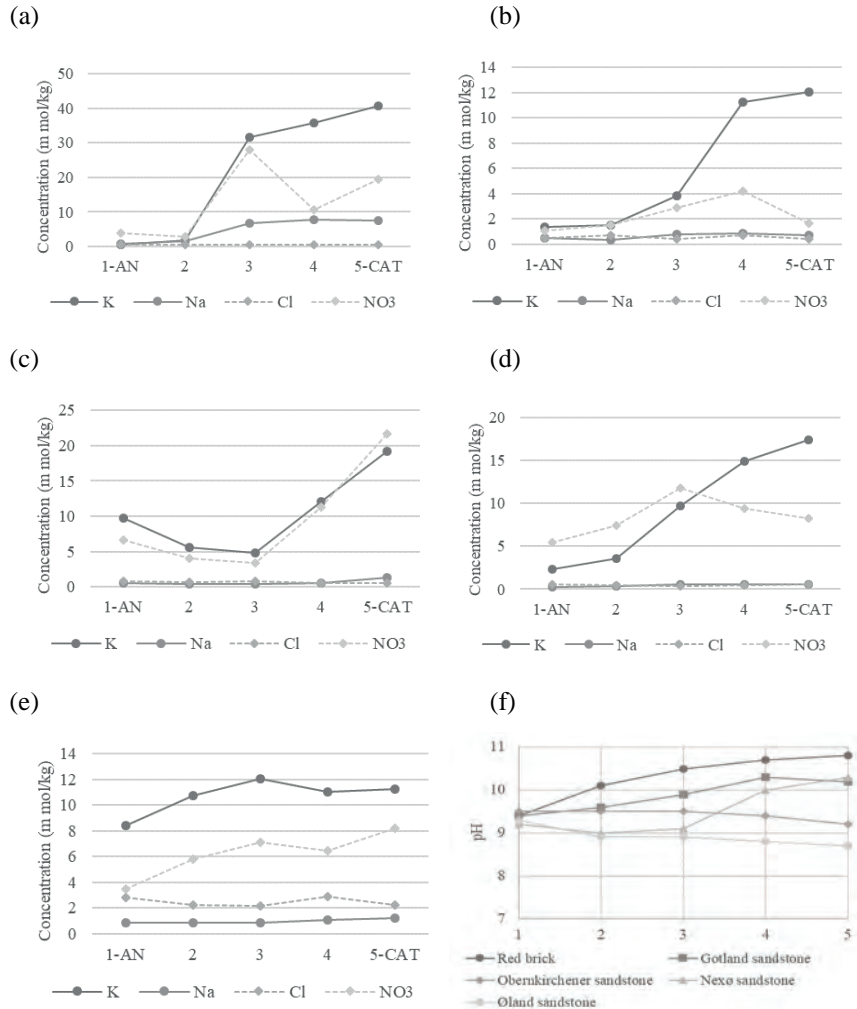 (a)
50
40
30
20
10
0
Concentration (m mol/kg)
1-AN 2 3 4 5-CAT
K Na Cl NO3
(b)
14
12
10
8
6
4
2
0
Concentration (m mol/kg)
1-AN 2 3 4 5-CAT
K Na Cl NO3
(c)
25
20
15
10
5
0
Concentration (m mol/kg)
1-AN 2 3 4 5-CAT
K Na Cl NO3
(d)
20
15
10
5
0
Concentration (m mol/kg)
1-AN 2 3 4 5-CAT
K Na Cl NO3
(e)
14
12
10
8
6
4
2
0
Concentration (m mol/kg)
1-AN 2 3 4 5-CAT
K Na Cl NO3
(f)
11
10
9
8
7
pH
1 2 3 4 5
Red brick Gotland sandstone
Obernkirchener sandstone Nexø sandstone
Øland sandstone